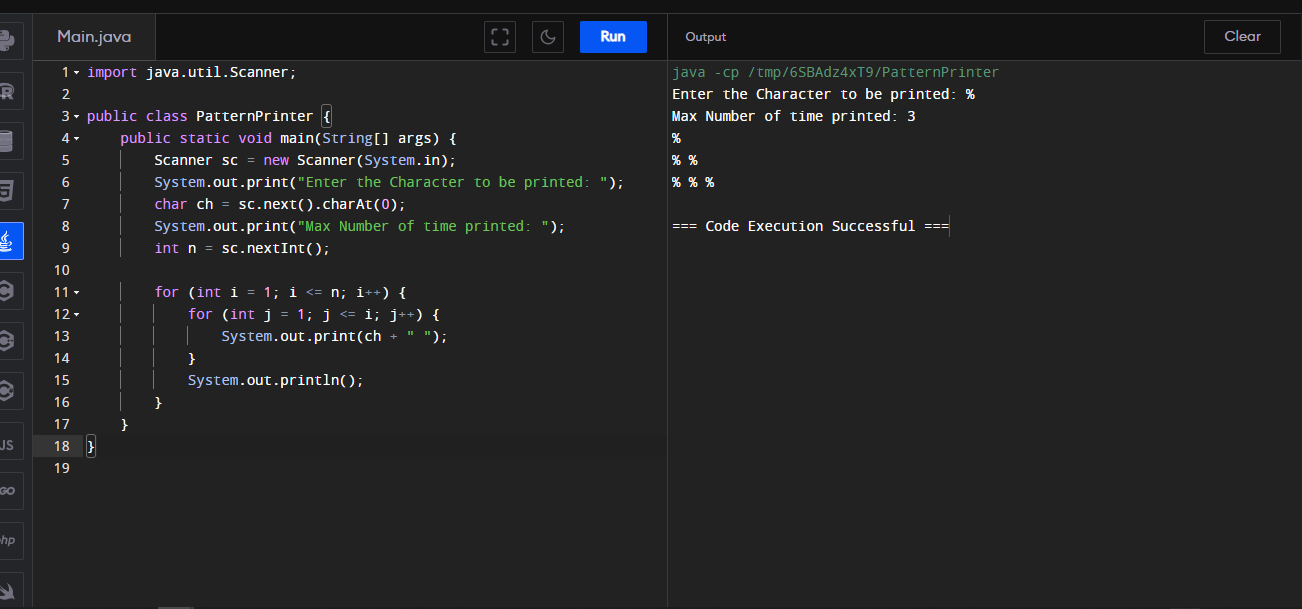 Main.java
Run
Output
Clear
1 import java.util.Scanner;
2
3 public class PatternPrinter {
4     public static void main(String[] args) {
5         Scanner sc = new Scanner(System.in);
6         System.out.print("Enter the Character to be printed: ");
7         char ch = sc.next().charAt(0);
8         System.out.print("Max Number of time printed: ");
9         int n = sc.nextInt();
10
11         for (int i = 1; i <= n; i++) {
12             for (int j = 1; j <= i; j++) {
13                 System.out.print(ch + " ");
14             }
15             System.out.println();
16         }
17     }
18 }
19
java -cp /tmp/6SBAdz4xT9/PatternPrinter
Enter the Character to be printed: %
Max Number of time printed: 3
%
% %
% % %
=== Code Execution Successful ===
R
5
JS
GO
php